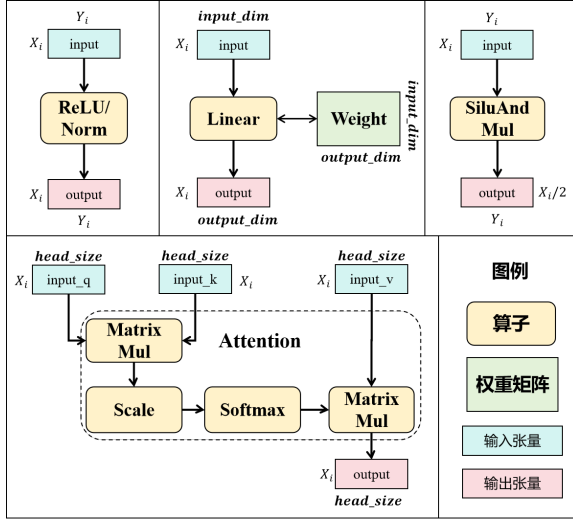 Y_i
X_i
input
ReLU/
Norm
X_i
output
Y_i
input_dim
X_i
input
Linear
Weight
input_dim
output_dim
X_i
output
output_dim
Y_i
X_i
input
SiluAnd
Mul
output
X_i/2
Y_i
head_size
X_i
input_q
head_size
input_k
X_i
head_size
X_i
input_v
Matrix
Mul
Attention
Scale
Softmax
Matrix
Mul
X_i
output
head_size
图例
算子
权重矩阵
输入张量
输出张量